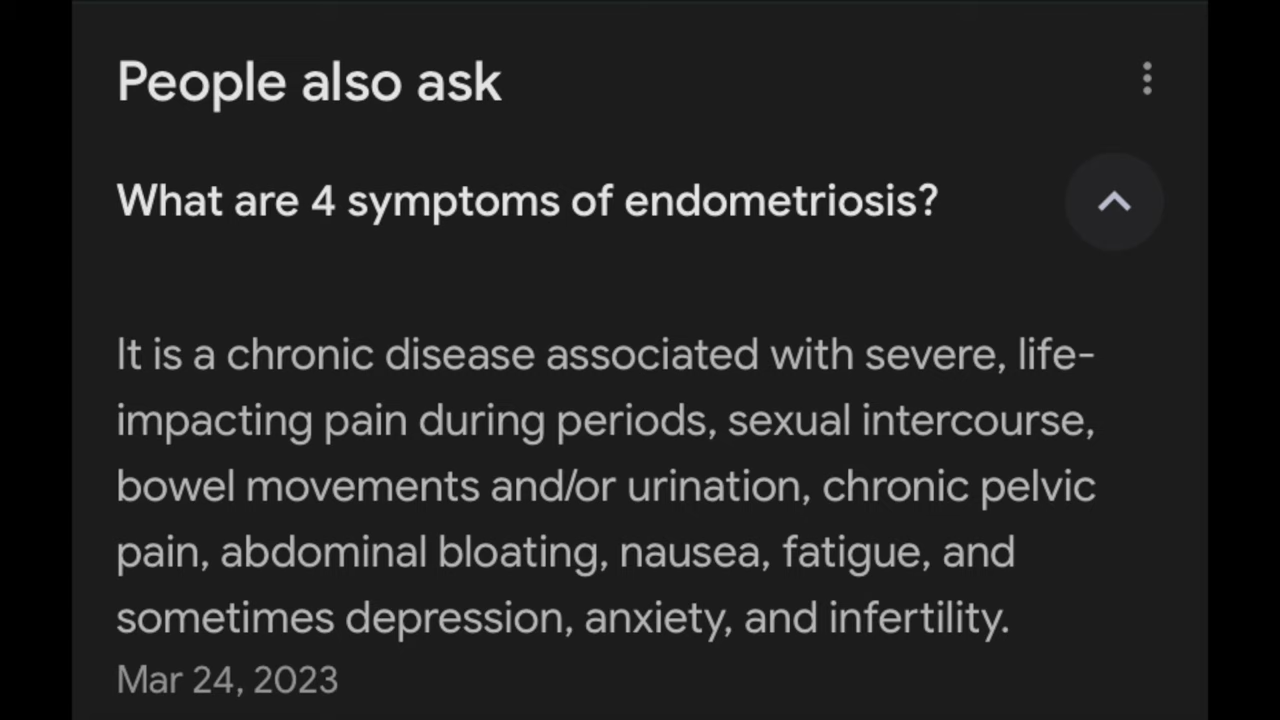 People also ask
What are 4 symptoms of endometriosis?
It is a chronic disease associated with severe, life-
impacting pain during periods, sexual intercourse,
bowel movements and/or urination, chronic pelvic
pain, abdominal bloating, nausea, fatigue, and
sometimes depression, anxiety, and infertility.
Mar 24, 2023